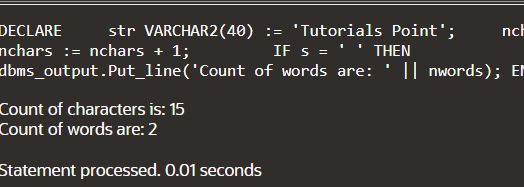 DECLARE     str VARCHAR2(40) := 'Tutorials Point';     nch
nchars := nchars + 1;          IF s = ' ' THEN
dbms_output.Put_line('Count of words are: ' || nwords); EN
Count of characters is: 15
Count of words are: 2
Statement processed. 0.01 seconds